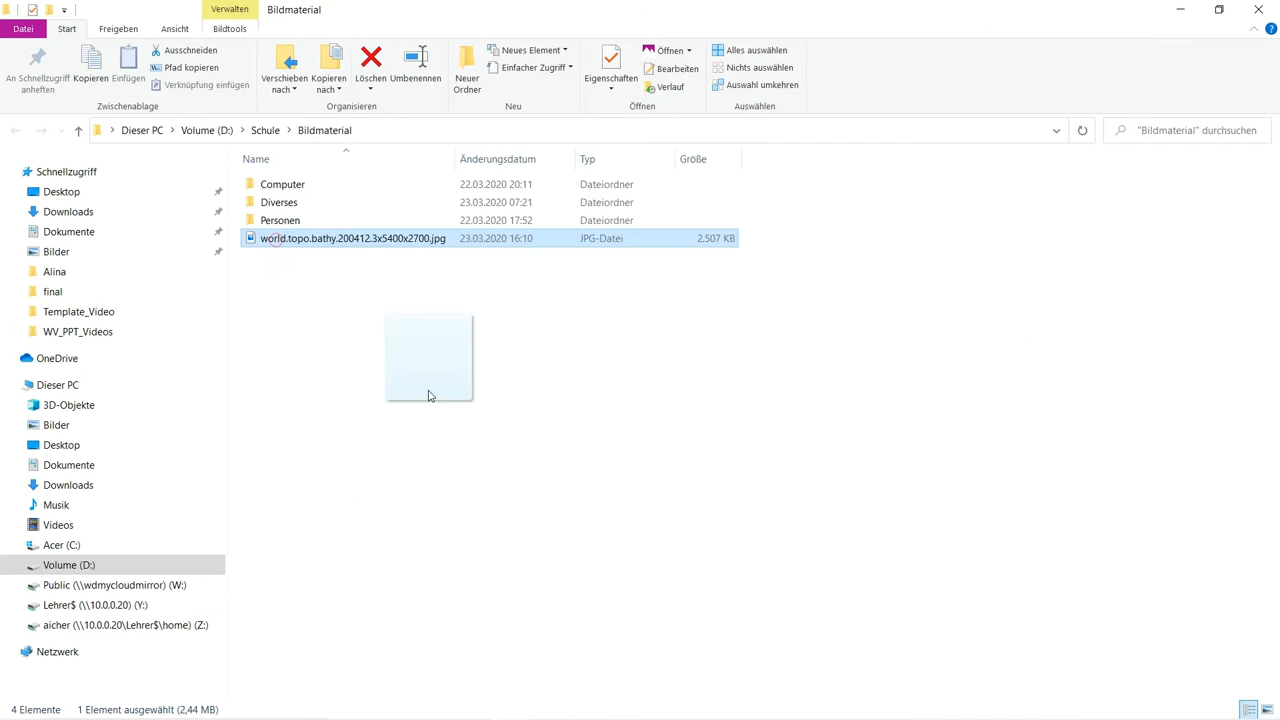 Verwalten
Bildmaterial
Datei
Start
Freigeben
Ansicht
Bildtools
An Schnellzugriff anheften
Kopieren
Einfügen
Ausschneiden
Pfad kopieren
Verknüpfung einfügen
Zwischenablage
Verschieben nach
Kopieren nach
Löschen
Umbenennen
Organisieren
Neuer Ordner
Neues Element
Einfacher Zugriff
Neu
Eigenschaften
Öffnen
Bearbeiten
Verlauf
Öffnen
Alles auswählen
Nichts auswählen
Auswahl umkehren
Auswählen
Dieser PC > Volume (D:) > Schule > Bildmaterial
"Bildmaterial" durchsuchen
Name Änderungsdatum Typ Größe
Computer 22.03.2020 20:11 Dateiordner
Diverses 23.03.2020 07:21 Dateiordner
Personen 22.03.2020 17:52 Dateiordner
world.topo.bathy.200412.3x5400x2700.jpg 23.03.2020 16:10 JPG-Datei 2.507 KB
Schnellzugriff
Desktop
Downloads
Dokumente
Bilder
Alina
final
Template_Video
WV_PPT_Videos
OneDrive
Dieser PC
3D-Objekte
Bilder
Desktop
Dokumente
Downloads
Musik
Videos
Acer (C:)
Volume (D:)
Public (\\wdmycloudmirror) (W:)
Lehrer$ (\\10.0.0.20) (Y:)
aicher (\\10.0.0.20\Lehrer$\home) (Z:)
Netzwerk
4 Elemente 1 Element ausgewählt (2,44 MB)